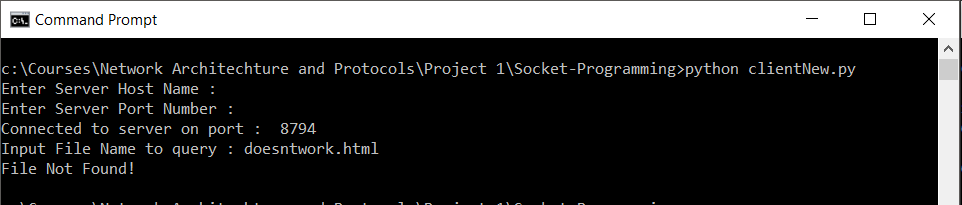 Command Prompt
c:\Courses\Network Architechture and Protocols\Project 1\Socket-Programming>python clientNew.py
Enter Server Host Name :
Enter Server Port Number :
Connected to server on port :  8794
Input File Name to query : doesntwork.html
File Not Found!